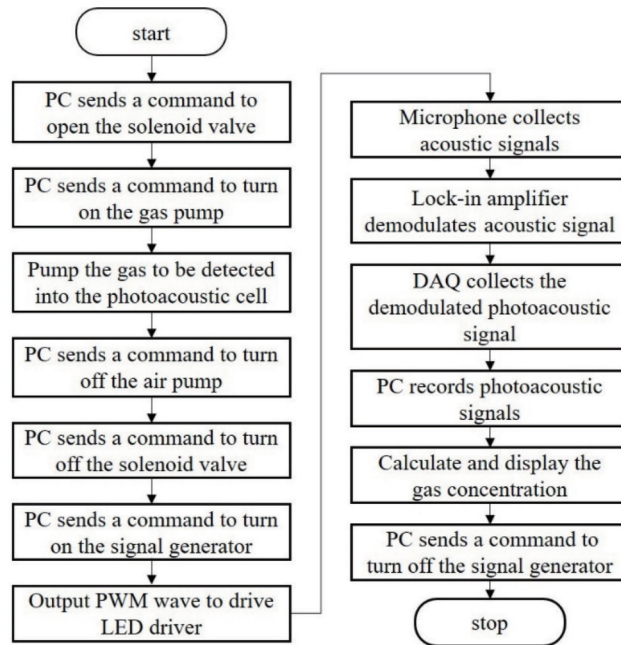 start
PC sends a command to
open the solenoid valve
PC sends a command to turn
on the gas pump
Pump the gas to be detected
into the photoacoustic cell
PC sends a command to turn
off the air pump
PC sends a command to turn
off the solenoid valve
PC sends a command to turn
on the signal generator
Output PWM wave to drive
LED driver
Microphone collects
acoustic signals
Lock-in amplifier
demodulates acoustic signal
DAQ collects the
demodulated photoacoustic
signal
PC records photoacoustic
signals
Calculate and display the
gas concentration
PC sends a command to
turn off the signal generator
stop